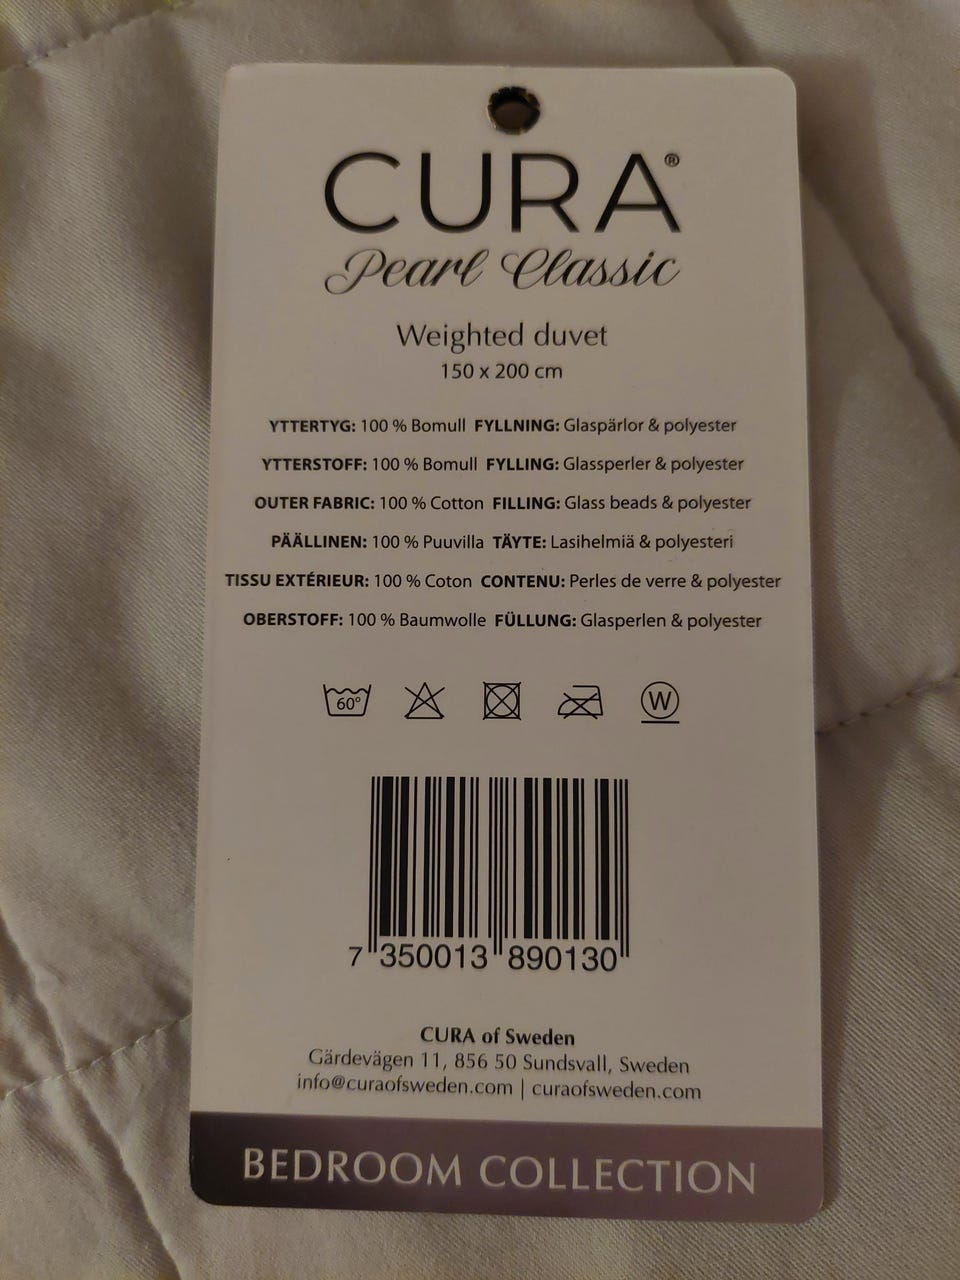 CURA®
Pearl Classic
Weighted duvet
150 x 200 cm
YTTERTYG: 100 % Bomull FYLLNING: Glaspärlor & polyester
YTTERSTOFF: 100 % Bomull FYLLING: Glassperler & polyester
OUTER FABRIC: 100 % Cotton FILLING: Glass beads & polyester
PÄÄLLINEN: 100 % Puuvilla TÄYTE: Lasihelmiä & polyesteri
TISSU EXTÉRIEUR: 100 % Coton CONTENU: Perles de verre & polyester
OBERSTOFF: 100 % Baumwolle FÜLLUNG: Glasperlen & polyester
60° W
7 350013 890130
CURA of Sweden
Gärdevägen 11, 856 50 Sundsvall, Sweden
info@curaofsweden.com | curaofsweden.com
BEDROOM COLLECTION